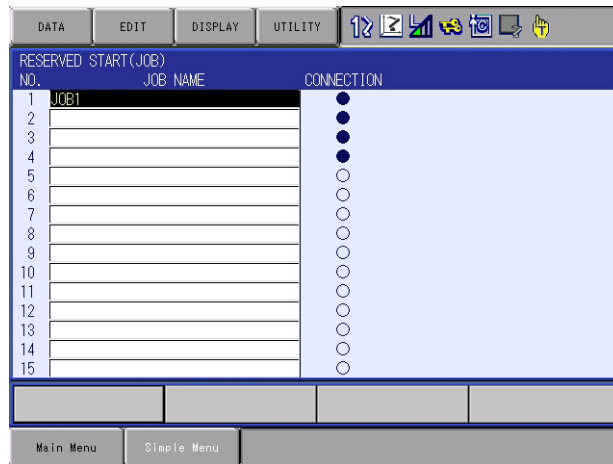 DATA EDIT DISPLAY UTILITY
RESERVED START(JOB)
NO. JOB NAME CONNECTION
1 JOB1
2
3
4
5
6
7
8
9
10
11
12
13
14
15
Main Menu Simple Menu